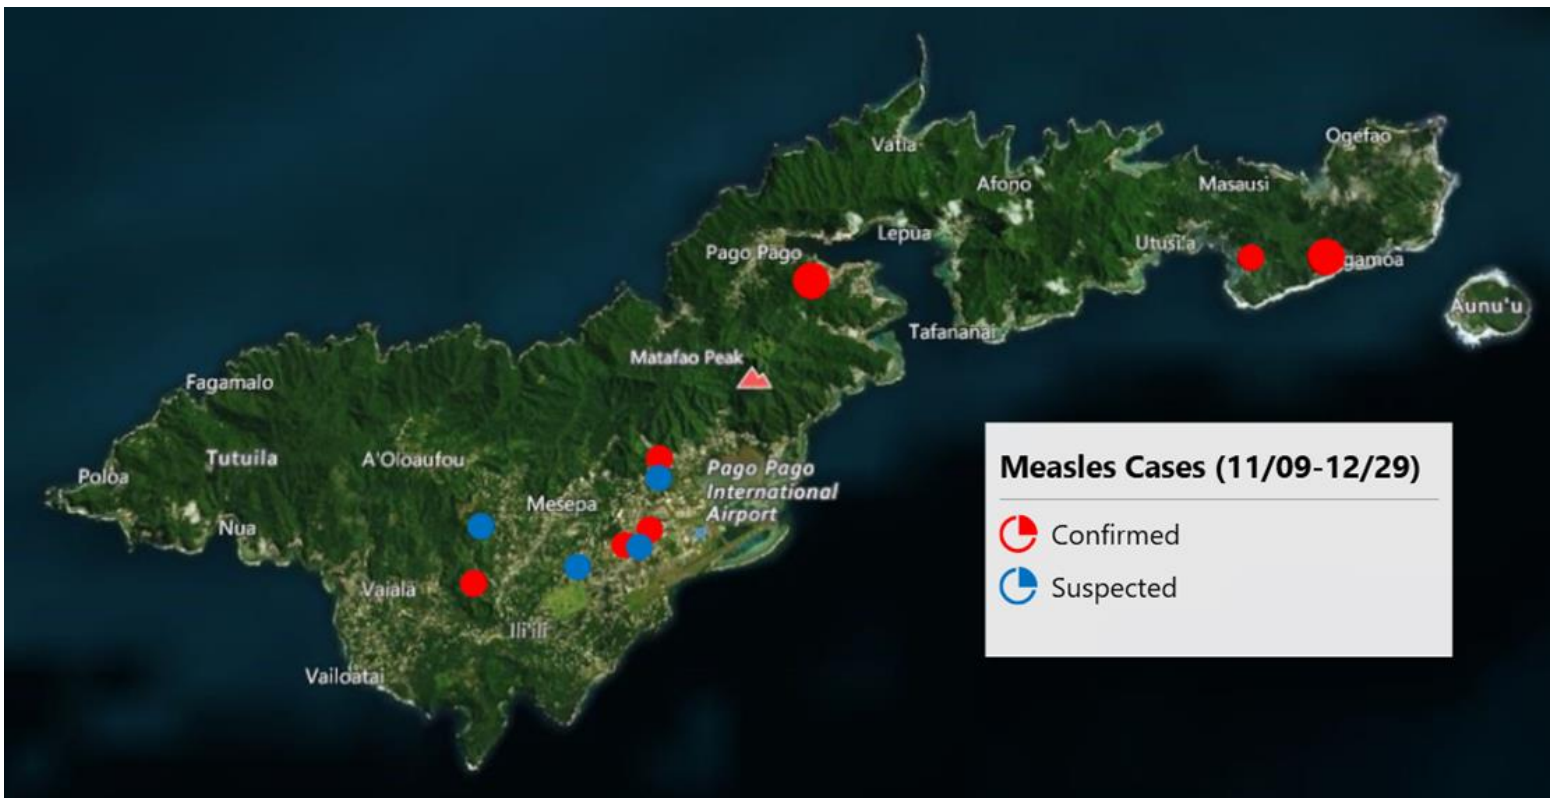 Ogefao
Vatia
Afono
Masausi
Lepua
Utusi'a
Pago Pago
gamoa
Aunu'u
Tafananai
Matafao Peak
Fagamalo
Tutuila
A'Oloaufou
Poloa
Pago Pago
International
Airport
Mesepa
Nua
Vaiala
Ili'ili
Vailoatai
Measles Cases (11/09-12/29)
Confirmed
Suspected